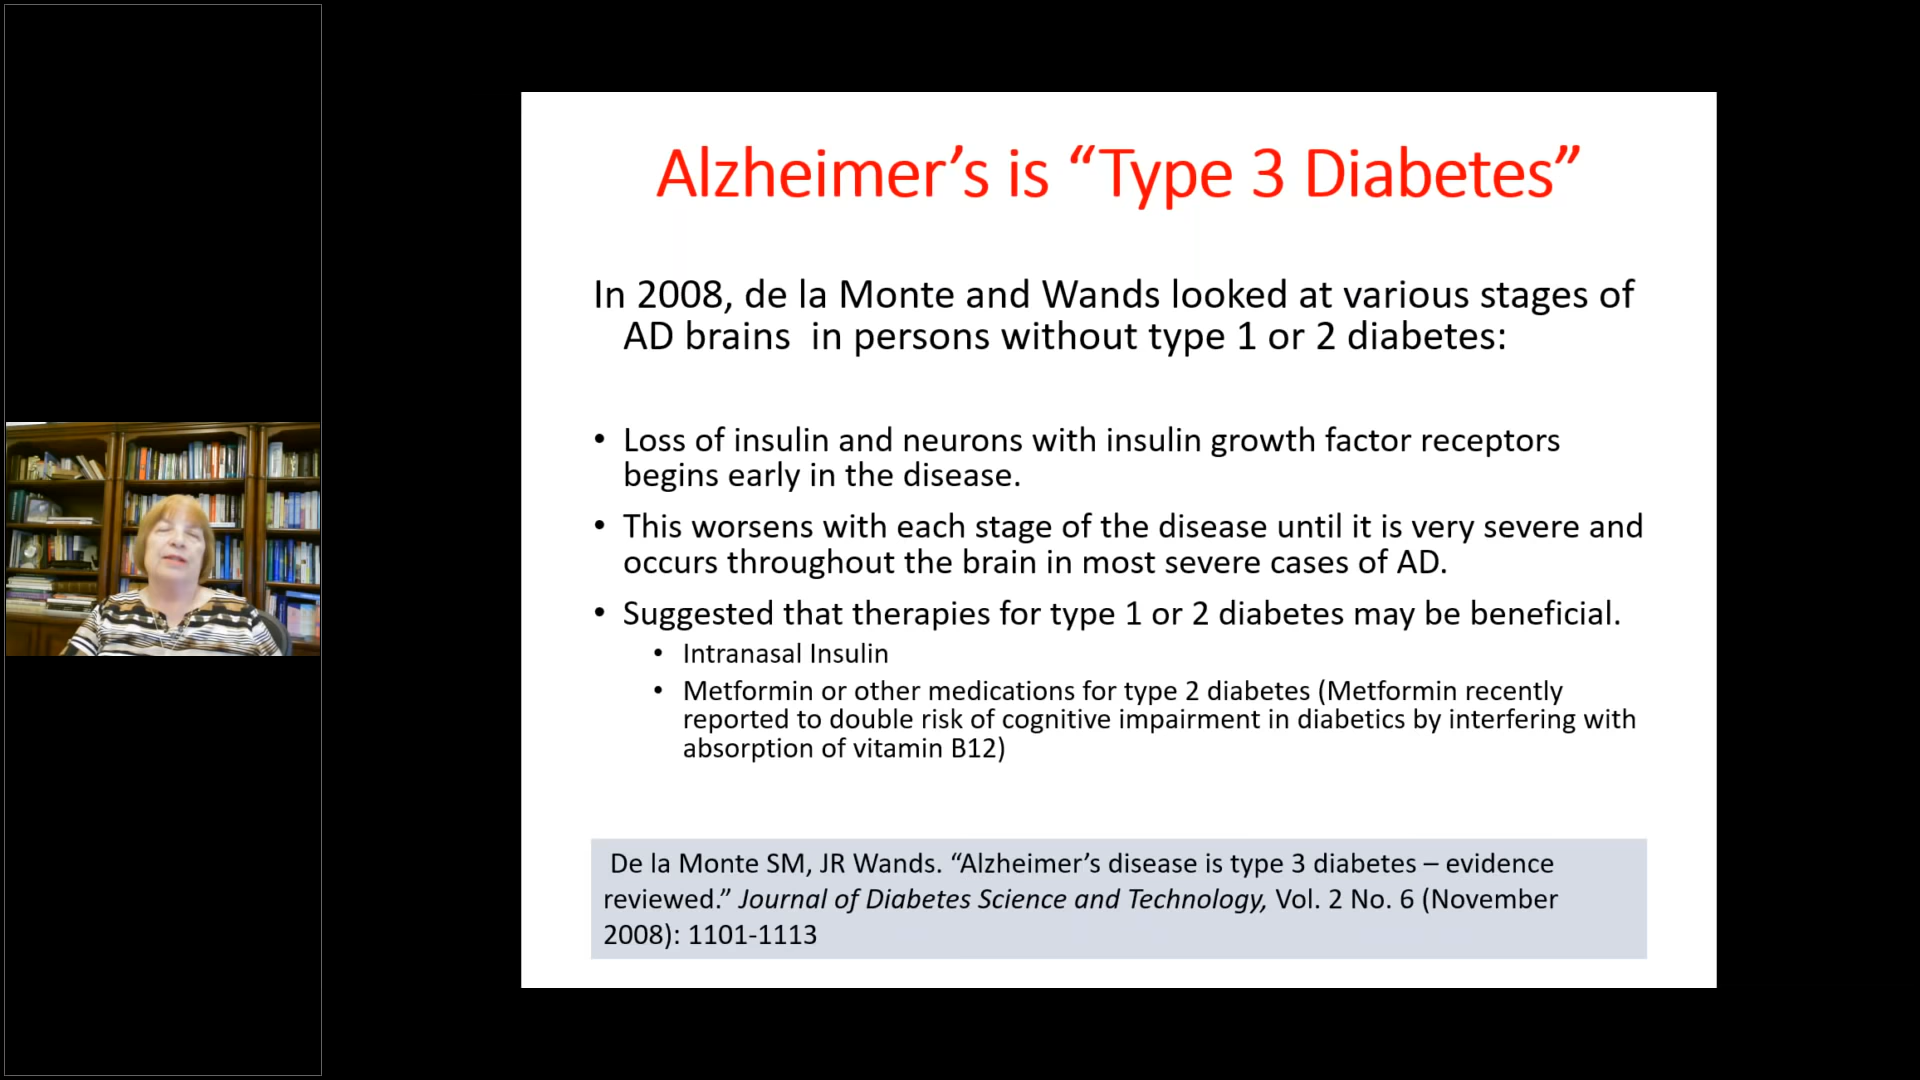 Alzheimer’s is “Type 3 Diabetes”
In 2008, de la Monte and Wands looked at various stages of
AD brains  in persons without type 1 or 2 diabetes:
• Loss of insulin and neurons with insulin growth factor receptors
begins early in the disease.
• This worsens with each stage of the disease until it is very severe and
occurs throughout the brain in most severe cases of AD.
• Suggested that therapies for type 1 or 2 diabetes may be beneficial.
• Intranasal Insulin
• Metformin or other medications for type 2 diabetes (Metformin recently
reported to double risk of cognitive impairment in diabetics by interfering with
absorption of vitamin B12)
De la Monte SM, JR Wands. “Alzheimer’s disease is type 3 diabetes – evidence
reviewed.” Journal of Diabetes Science and Technology, Vol. 2 No. 6 (November
2008): 1101-1113